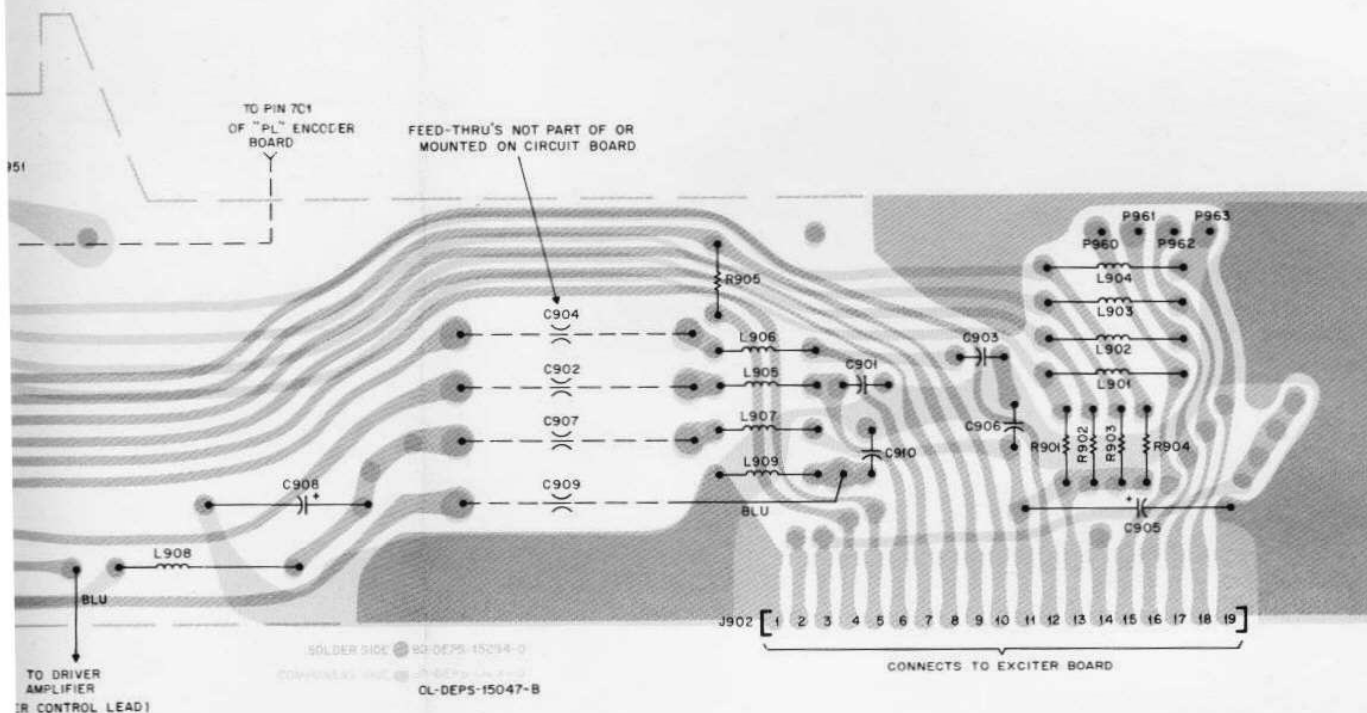 TO PIN 701
OF "PL" ENCODER
BOARD
FEED-THRU'S NOT PART OF OR
MOUNTED ON CIRCUIT BOARD
951
P961 P963
P960 P962
L904
R905
L903
C904
L906
C903
L902
C902
L905
C901
L901
C907
L907
C906
R901 R902 R903 R904
C910
L909
C908
+
C909
BLU
+
C905
L908
BLU
J902 [ 1 2 3 4 5 6 7 8 9 10 11 12 13 14 15 16 17 18 19 ]
CONNECTS TO EXCITER BOARD
SOLDER SIDE
OL-DEPS-15047-B
TO DRIVER
AMPLIFIER
ER CONTROL LEAD)